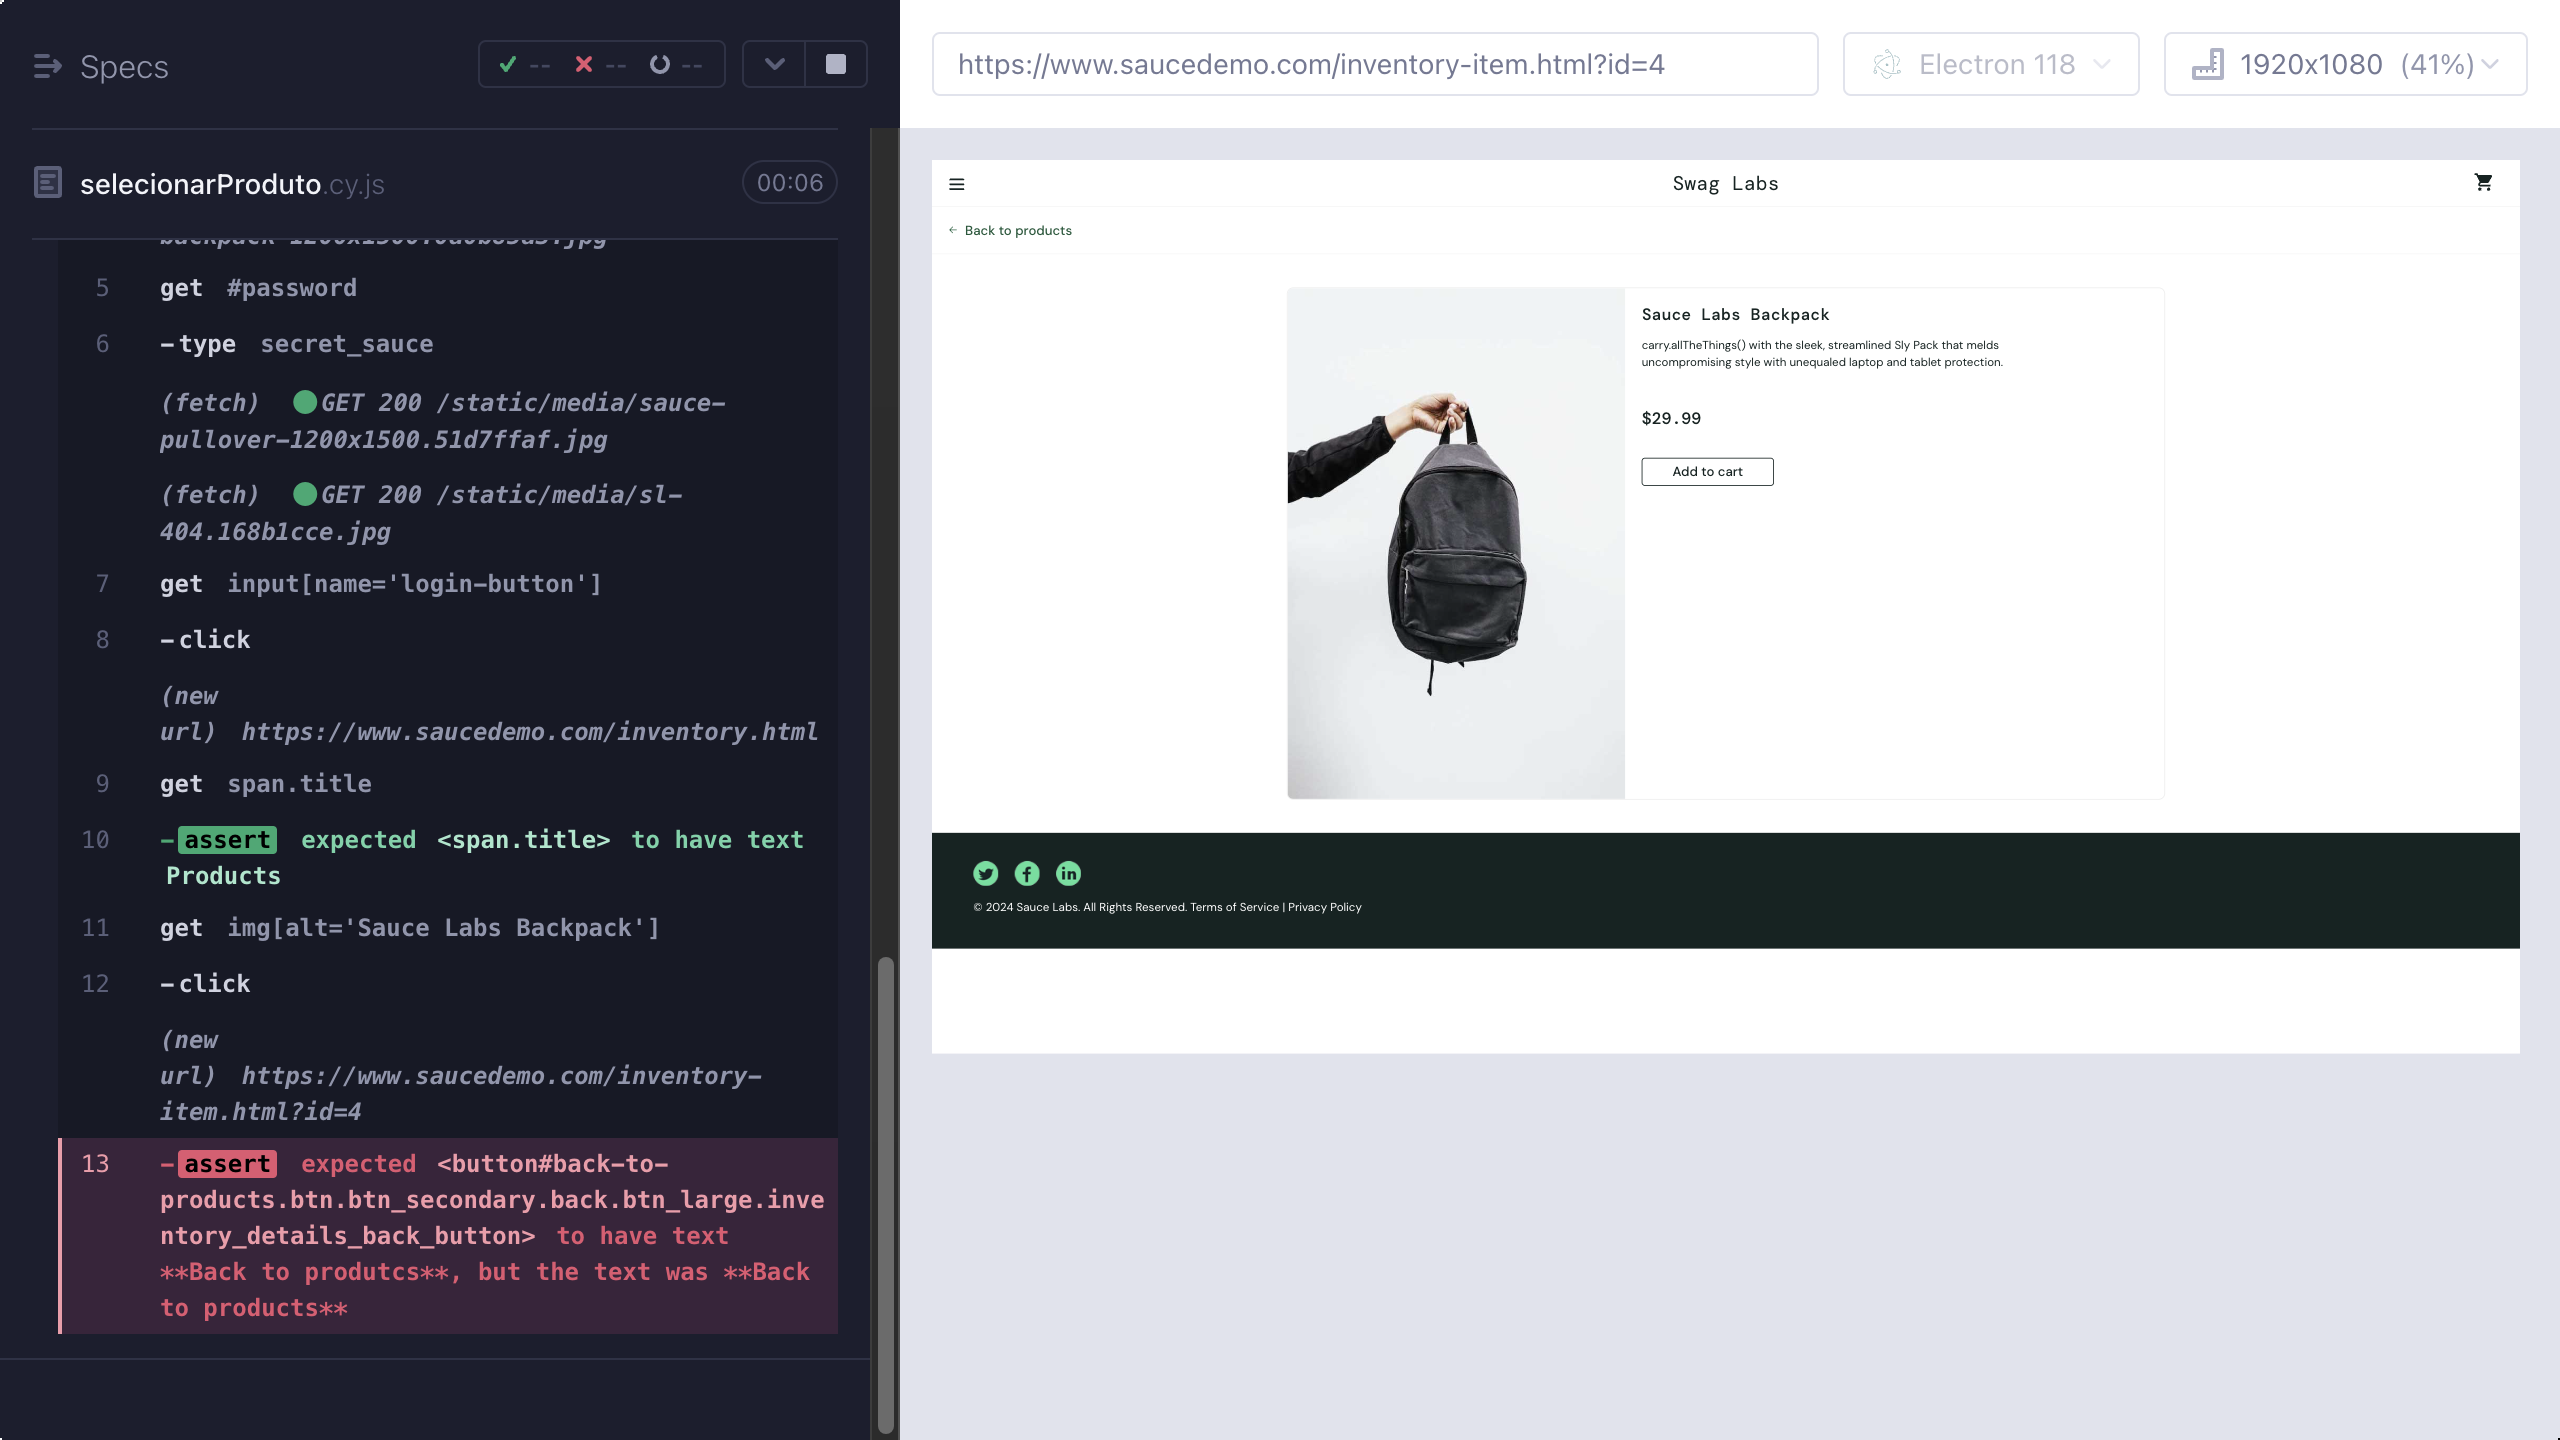 Specs
--
--
--
selecionarProduto.cy.js
00:06
backpack-1200x1500.0a0b85a3.jpg
5 get #password
6 -type secret_sauce
(fetch) GET 200 /static/media/sauce-
pullover-1200x1500.51d7ffaf.jpg
(fetch) GET 200 /static/media/sl-
404.168b1cce.jpg
7 get input[name='login-button']
8 -click
(new
url) https://www.saucedemo.com/inventory.html
9 get span.title
10 -assert expected <span.title> to have text
Products
11 get img[alt='Sauce Labs Backpack']
12 -click
(new
url) https://www.saucedemo.com/inventory-
item.html?id=4
13 -assert expected <button#back-to-
products.btn.btn_secondary.back.btn_large.inve
ntory_details_back_button> to have text
**Back to produtcs**, but the text was **Back
to products**
https://www.saucedemo.com/inventory-item.html?id=4
Electron 118
1920x1080 (41%)
Swag Labs
Back to products
Sauce Labs Backpack
carry.allTheThings() with the sleek, streamlined Sly Pack that melds
uncompromising style with unequaled laptop and tablet protection.
$29.99
Add to cart
© 2024 Sauce Labs. All Rights Reserved. Terms of Service | Privacy Policy